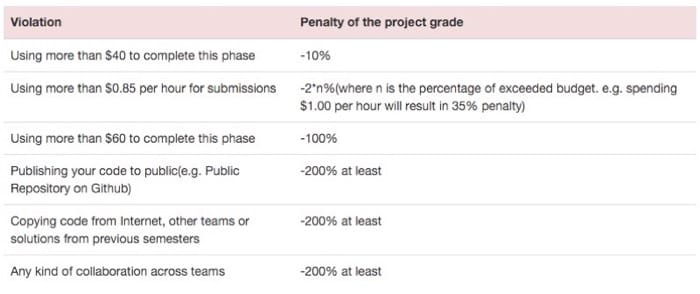 Violation Penalty of the project grade
Using more than $40 to complete this phase -10%
Using more than $0.85 per hour for submissions -2*n%(where n is the percentage of exceeded budget. e.g. spending
$1.00 per hour will result in 35% penalty)
Using more than $60 to complete this phase -100%
Publishing your code to public(e.g. Public -200% at least
Repository on Github)
Copying code from Internet, other teams or -200% at least
solutions from previous semesters
Any kind of collaboration across teams -200% at least